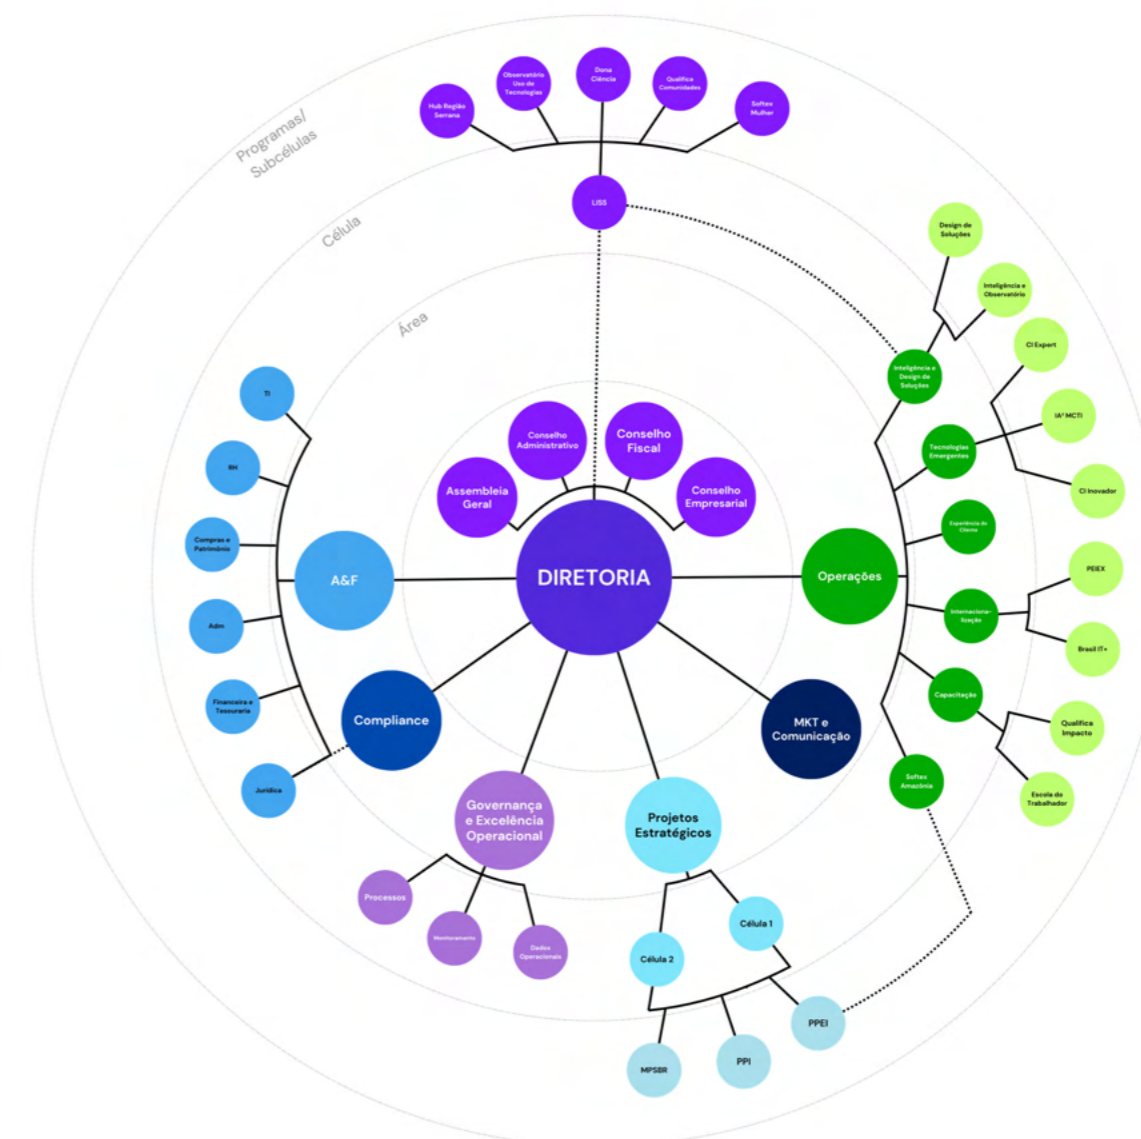 Programas/
Subcélulas
Célula
Área
Hub Região
Serrana
Observatório
Uso de
Tecnologias
Dona
Ciência
Qualifica
Comunidades
Softex
Mulher
LISS
Design de
Soluções
Inteligência e
Observatório
CI Expert
IA² MCTI
CI Inovador
Inteligência e
Design de
Soluções
Tecnologias
Emergentes
Experiência do
Cliente
Internaciona-
lização
Capacitação
Softex
Amazônia
PEIEX
Brasil IT+
Qualifica
Impacto
Escola do
Trabalhador
TI
RH
Compras e
Patrimônio
Adm
Financeira e
Tesouraria
Jurídica
Assembleia
Geral
Conselho
Administrativo
Conselho
Fiscal
Conselho
Empresarial
DIRETORIA
A&F
Operações
Compliance
MKT e
Comunicação
Governança
e Excelência
Operacional
Projetos
Estratégicos
Processos
Monitoramento
Dados
Operacionais
Célula 1
Célula 2
MPSBR
PPI
PPEI